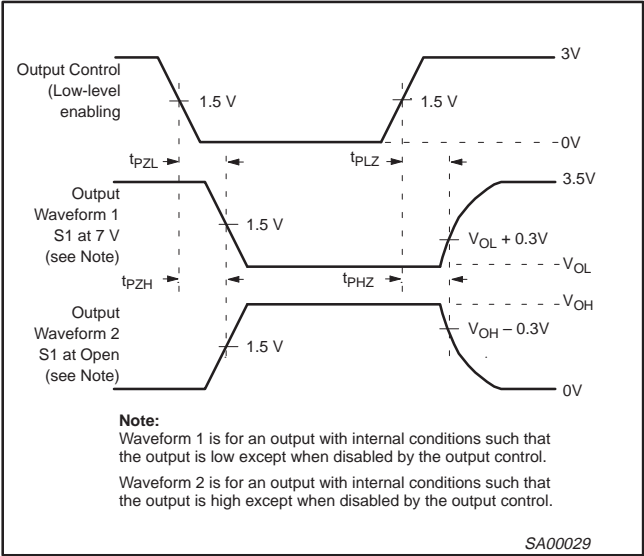 3V
Output Control
(Low-level
enabling
1.5 V
1.5 V
0V
tPZL
tPLZ
3.5V
Output
Waveform 1
S1 at 7 V
(see Note)
1.5 V
VOL + 0.3V
VOL
tPZH
tPHZ
VOH
Output
Waveform 2
S1 at Open
(see Note)
1.5 V
VOH – 0.3V
0V
Note:
Waveform 1 is for an output with internal conditions such that
the output is low except when disabled by the output control.
Waveform 2 is for an output with internal conditions such that
the output is high except when disabled by the output control.
SA00029